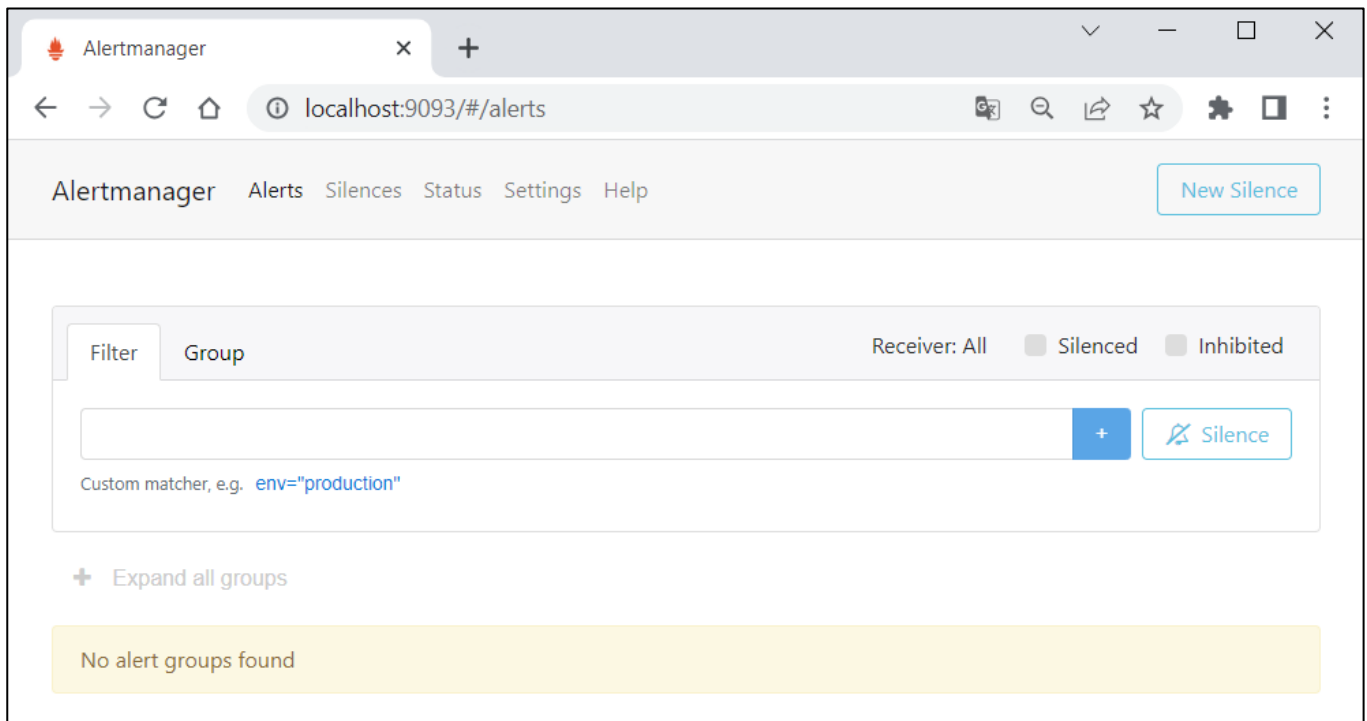 Alertmanager
localhost:9093/#/alerts
Alertmanager Alerts Silences Status Settings Help New Silence
Filter Group Receiver: All Silenced Inhibited
+ Silence
Custom matcher, e.g. env="production"
+ Expand all groups
No alert groups found